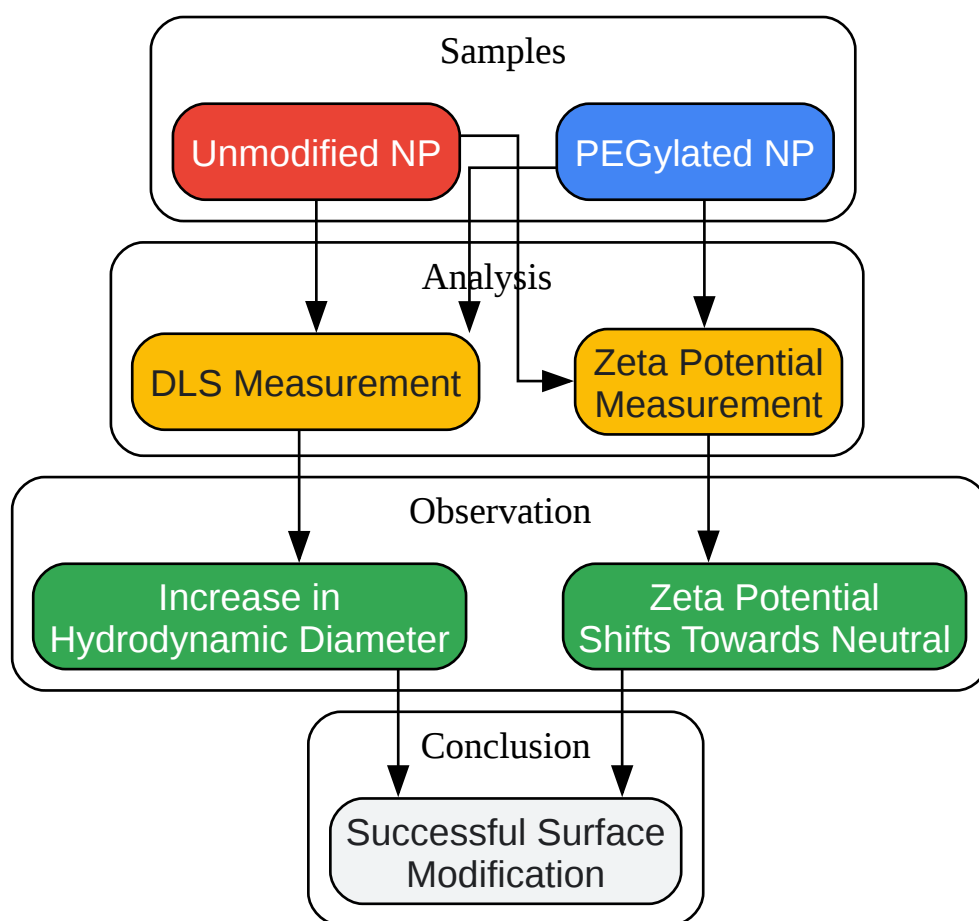 Samples
Unmodified NP
PEGylated NP
Analysis
DLS Measurement
Zeta Potential
Measurement
Observation
Increase in
Hydrodynamic Diameter
Zeta Potential
Shifts Towards Neutral
Conclusion
Successful Surface
Modification